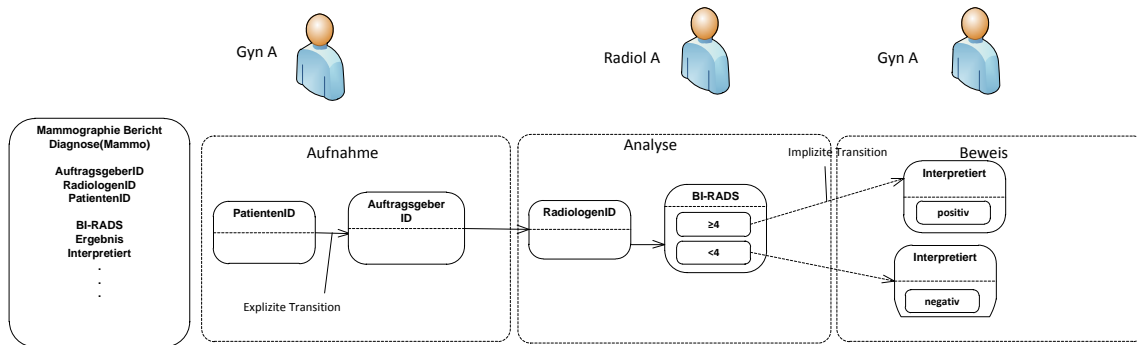 Gyn A
Radiol A
Gyn A
Mammographie Bericht
Diagnose(Mammo)
AuftragsgeberID
RadiologenID
PatientenID
BI-RADS
Ergebnis
Interpretiert
.
.
.
Aufnahme
PatientenID
Auftragsgeber
ID
Explizite Transition
Analyse
RadiologenID
BI-RADS
≥4
<4
Implizite Transition
Beweis
Interpretiert
positiv
Interpretiert
negativ